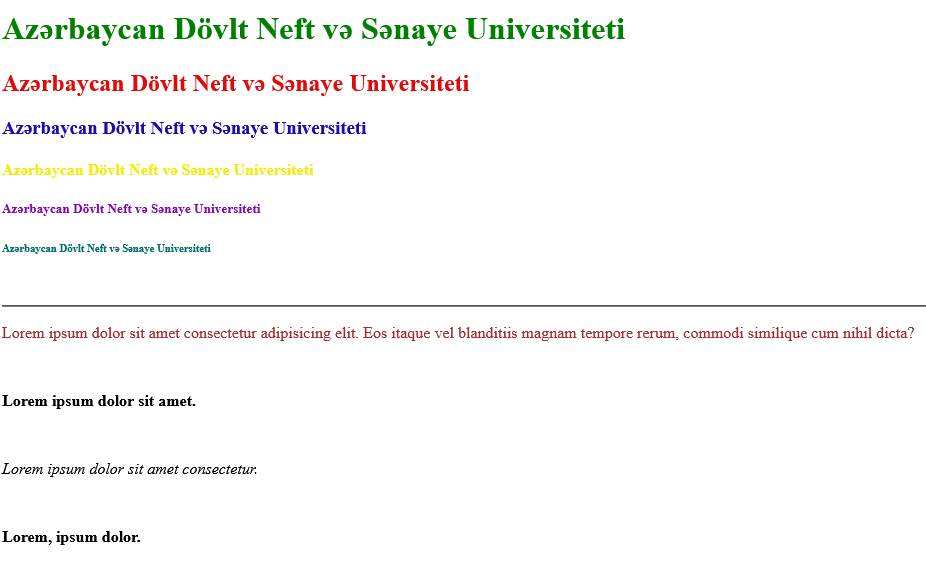 Azərbaycan Dövlt Neft və Sənaye Universiteti
Azərbaycan Dövlt Neft və Sənaye Universiteti
Azərbaycan Dövlt Neft və Sənaye Universiteti
Azərbaycan Dövlt Neft və Sənaye Universiteti
Azərbaycan Dövlt Neft və Sənaye Universiteti
Azərbaycan Dövlt Neft və Sənaye Universiteti
Lorem ipsum dolor sit amet consectetur adipisicing elit. Eos itaque vel blanditiis magnam tempore rerum, commodi similique cum nihil dicta?
Lorem ipsum dolor sit amet.
Lorem ipsum dolor sit amet consectetur.
Lorem, ipsum dolor.